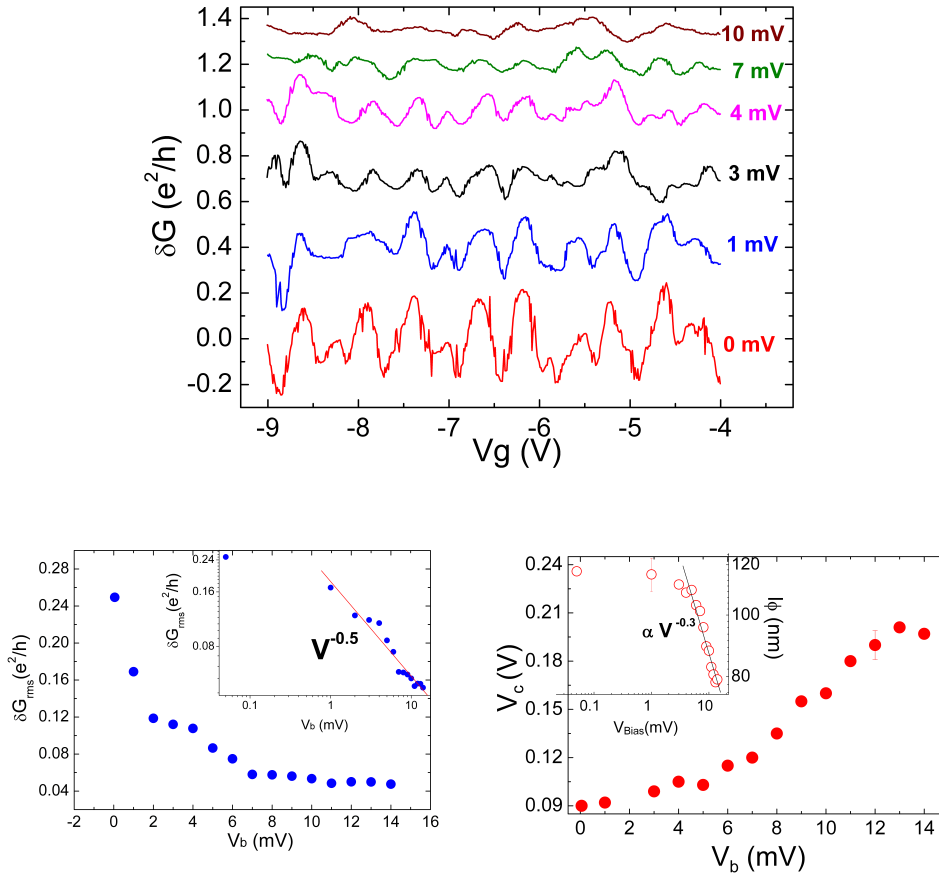 1.4
1.2
1.0
0.8
0.6
0.4
0.2
0.0
-0.2
δG (e²/h)
10 mV
7 mV
4 mV
3 mV
1 mV
0 mV
-9 -8 -7 -6 -5 -4
Vg (V)
0.28
0.24
0.20
0.16
0.12
0.08
0.04
δGrms(e²/h)
-2 0 2 4 6 8 10 12 14 16
Vb (mV)
0.24
0.16
0.08
δGrms(e²/h)
V^-0.5
0.1 1 10
Vb (mV)
0.24
0.21
0.18
0.15
0.12
0.09
Vc (V)
0 2 4 6 8 10 12 14
Vb (mV)
α V^-0.3
0.1 1 10
VBias(mV)
120
100
80
lϕ (nm)